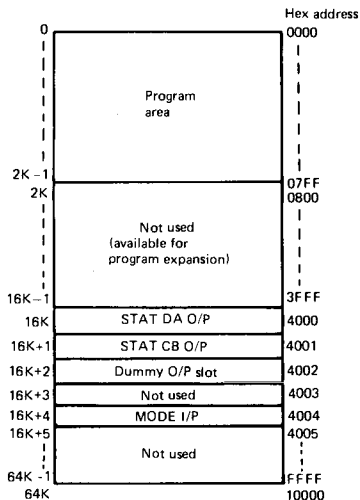 Hex address
0 0000
Program
area
2K -1 07FF
2K 0800
Not used
(available for
program expansion)
16K-1 3FFF
16K STAT DA O/P 4000
16K+1 STAT CB O/P 4001
16K+2 Dummy O/P slot 4002
16K+3 Not used 4003
16K+4 MODE I/P 4004
16K+5 4005
Not used
64K -1 FFFF
64K 10000